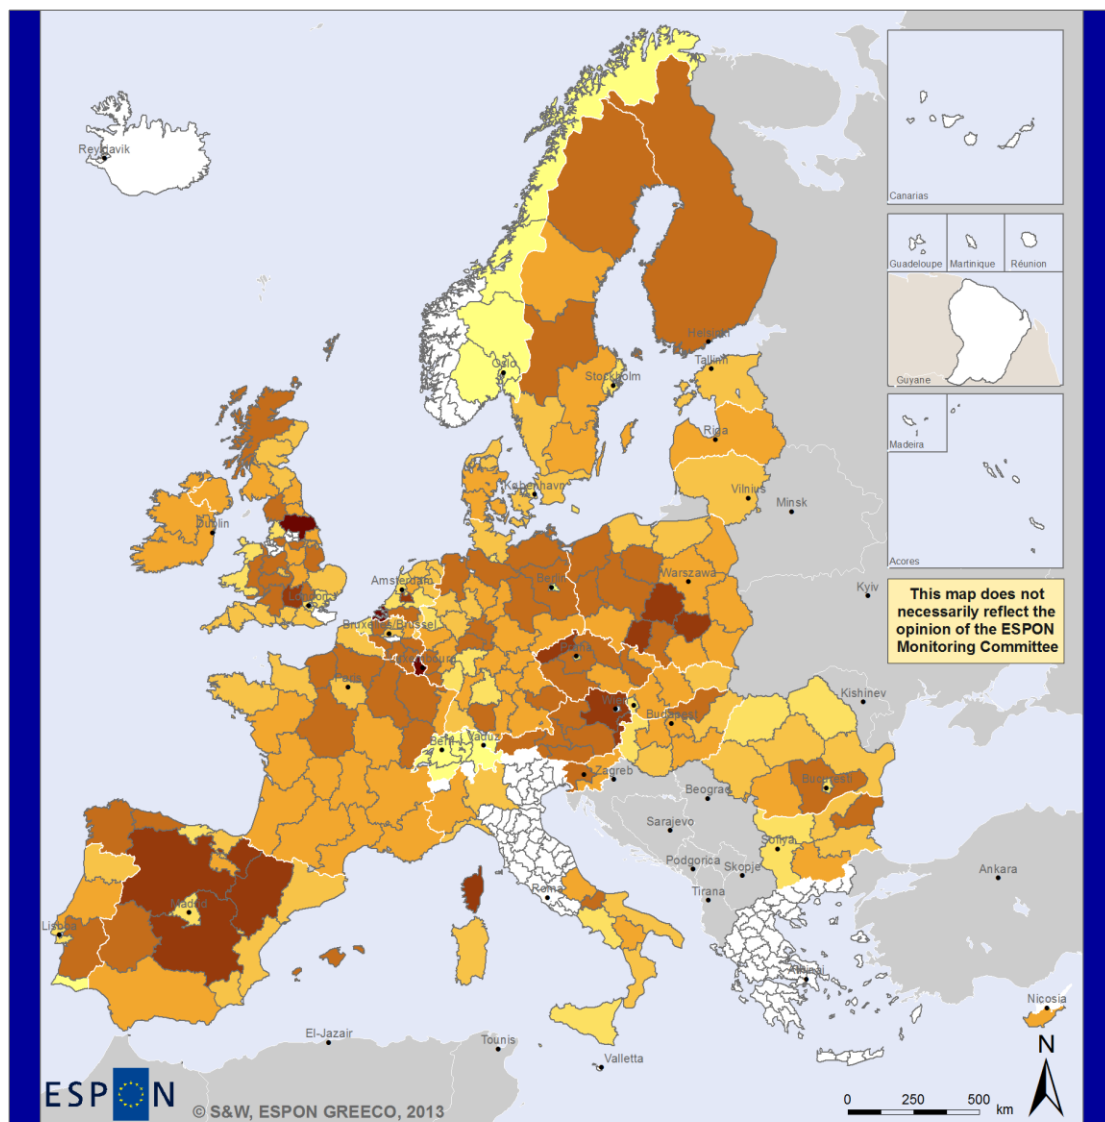 Reykjavik
Canarias
Guadeloupe
Martinique
Réunion
Guyane
Madeira
Acores
Helsinki
Tallinn
Oslo
Stockholm
Riga
København
Vilnius
Minsk
Dublin
London
Amsterdam
Berlin
Warszawa
Kyiv
This map does not
necessarily reflect the
opinion of the ESPON
Monitoring Committee
Bruxelles/Brussel
Praha
Paris
Kishinev
Wien
Budapest
Bern
Vaduz
Zagreb
Bucuresti
Beograd
Sarajevo
Sofiya
Podgorica
Skopje
Tirana
Ankara
Madrid
Roma
Lisboa
Athinai
Nicosia
El-Jazair
Tounis
Valletta
N
ESPON
© S&W, ESPON GREECO, 2013
0 250 500
km